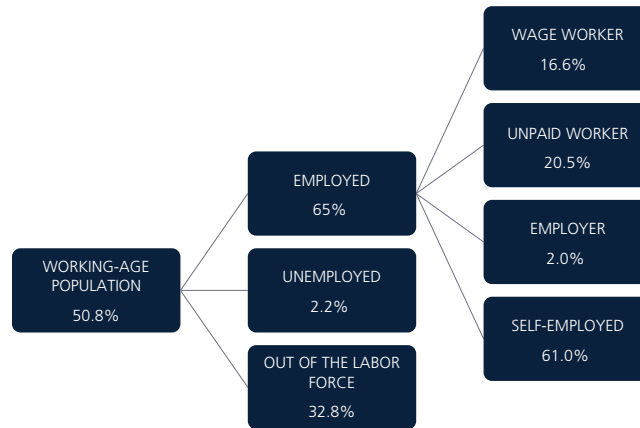 WORKING-AGE
POPULATION
50.8%
EMPLOYED
65%
UNEMPLOYED
2.2%
OUT OF THE LABOR
FORCE
32.8%
WAGE WORKER
16.6%
UNPAID WORKER
20.5%
EMPLOYER
2.0%
SELF-EMPLOYED
61.0%